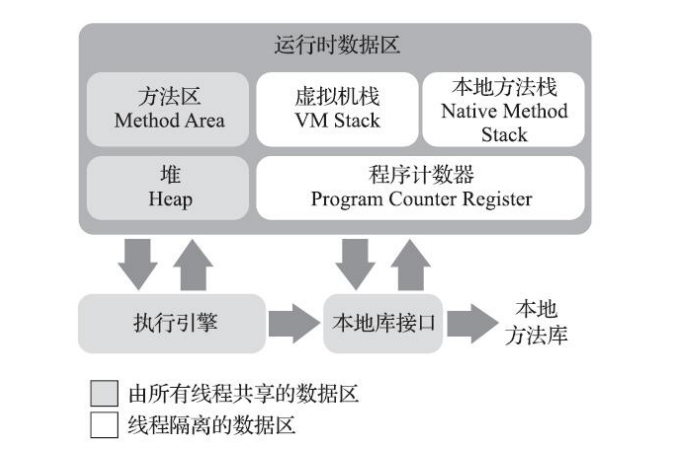 运行时数据区
方法区
Method Area
虚拟机栈
VM Stack
本地方法栈
Native Method
Stack
堆
Heap
程序计数器
Program Counter Register
执行引擎
本地库接口
本地
方法库
由所有线程共享的数据区
线程隔离的数据区